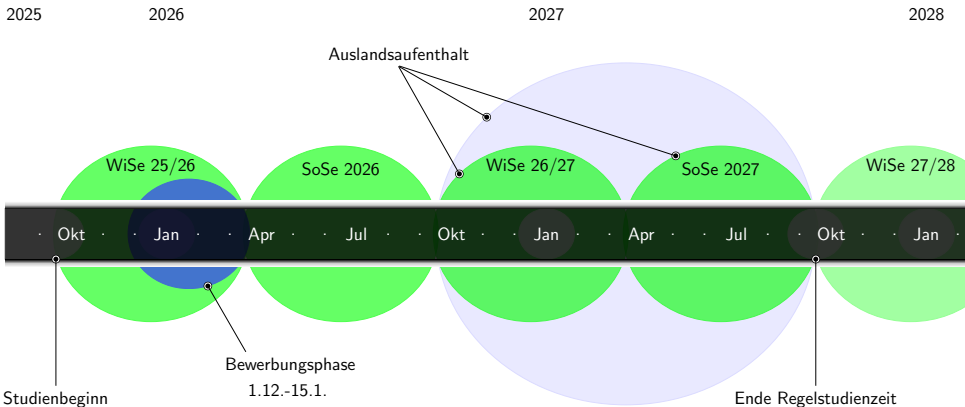 2025 2026 2027 2028
Auslandsaufenthalt
WiSe 25/26 SoSe 2026 WiSe 26/27 SoSe 2027 WiSe 27/28
Okt Jan Apr Jul Okt Jan Apr Jul Okt Jan
Bewerbungsphase
1.12.-15.1.
Studienbeginn Ende Regelstudienzeit